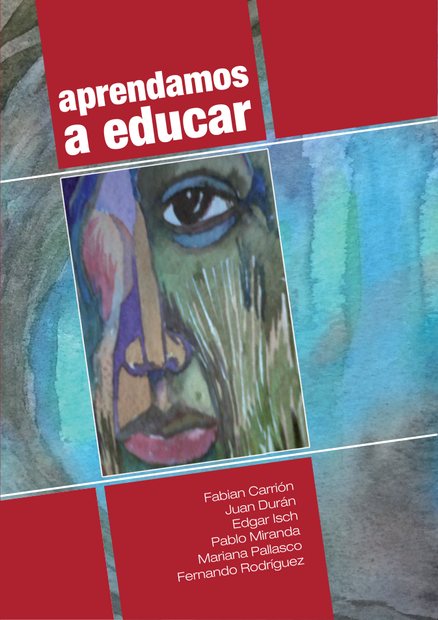 aprendamos
a educar
Fabian Carrión
Juan Durán
Edgar Isch
Pablo Miranda
Mariana Pallasco
Fernando Rodríguez